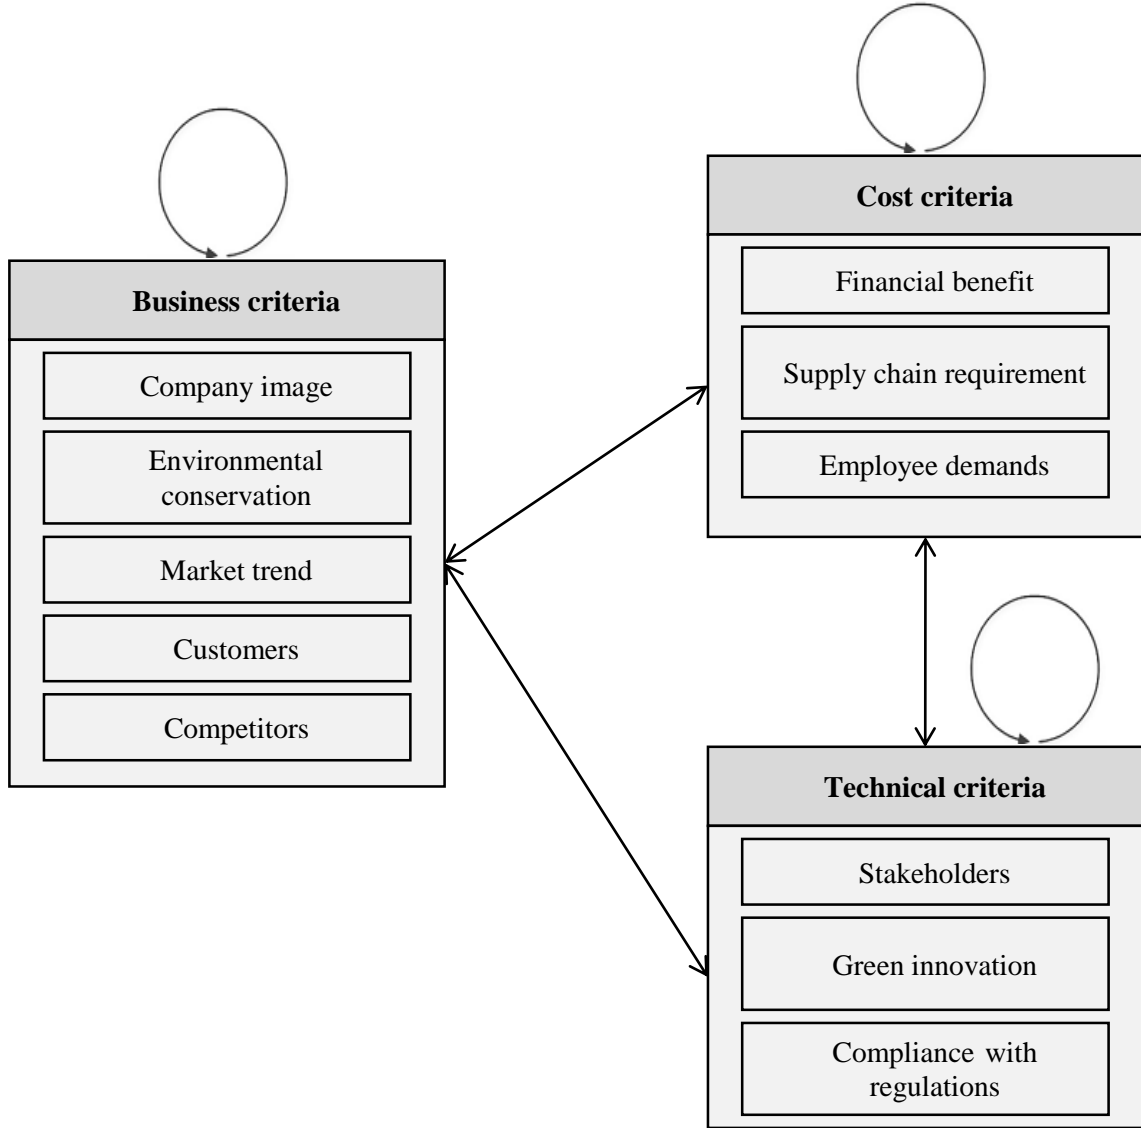 Business criteria
Company image
Environmental
conservation
Market trend
Customers
Competitors
Cost criteria
Financial benefit
Supply chain requirement
Employee demands
Technical criteria
Stakeholders
Green innovation
Compliance with
regulations